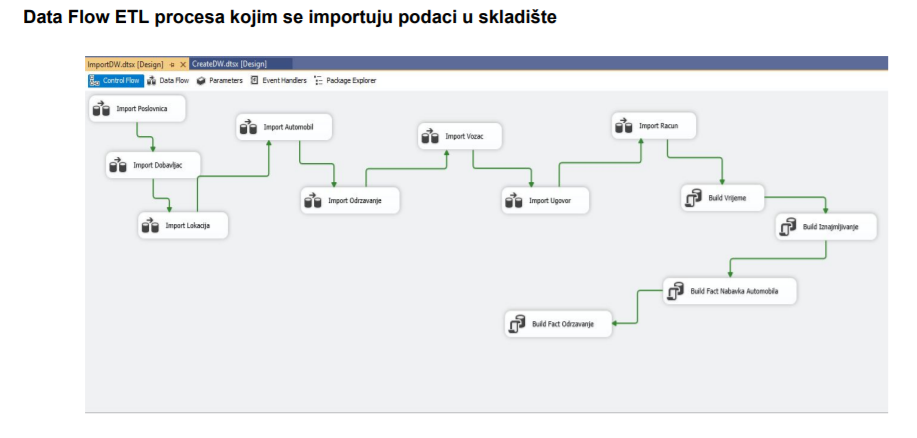 Data Flow ETL procesa kojim se importuju podaci u skladište
ImportDW.dtsx [Design] CreateDW.dtsx [Design]
Control Flow Data Flow Parameters Event Handlers Package Explorer
Import Poslovnica
Import Dobavljac
Import Lokacija
Import Automobil
Import Odrzavanje
Import Vozac
Import Ugovor
Import Racun
Build Vrijeme
Build Iznajmljivanje
Build Fact Nabavka Automobila
Build Fact Odrzavanje